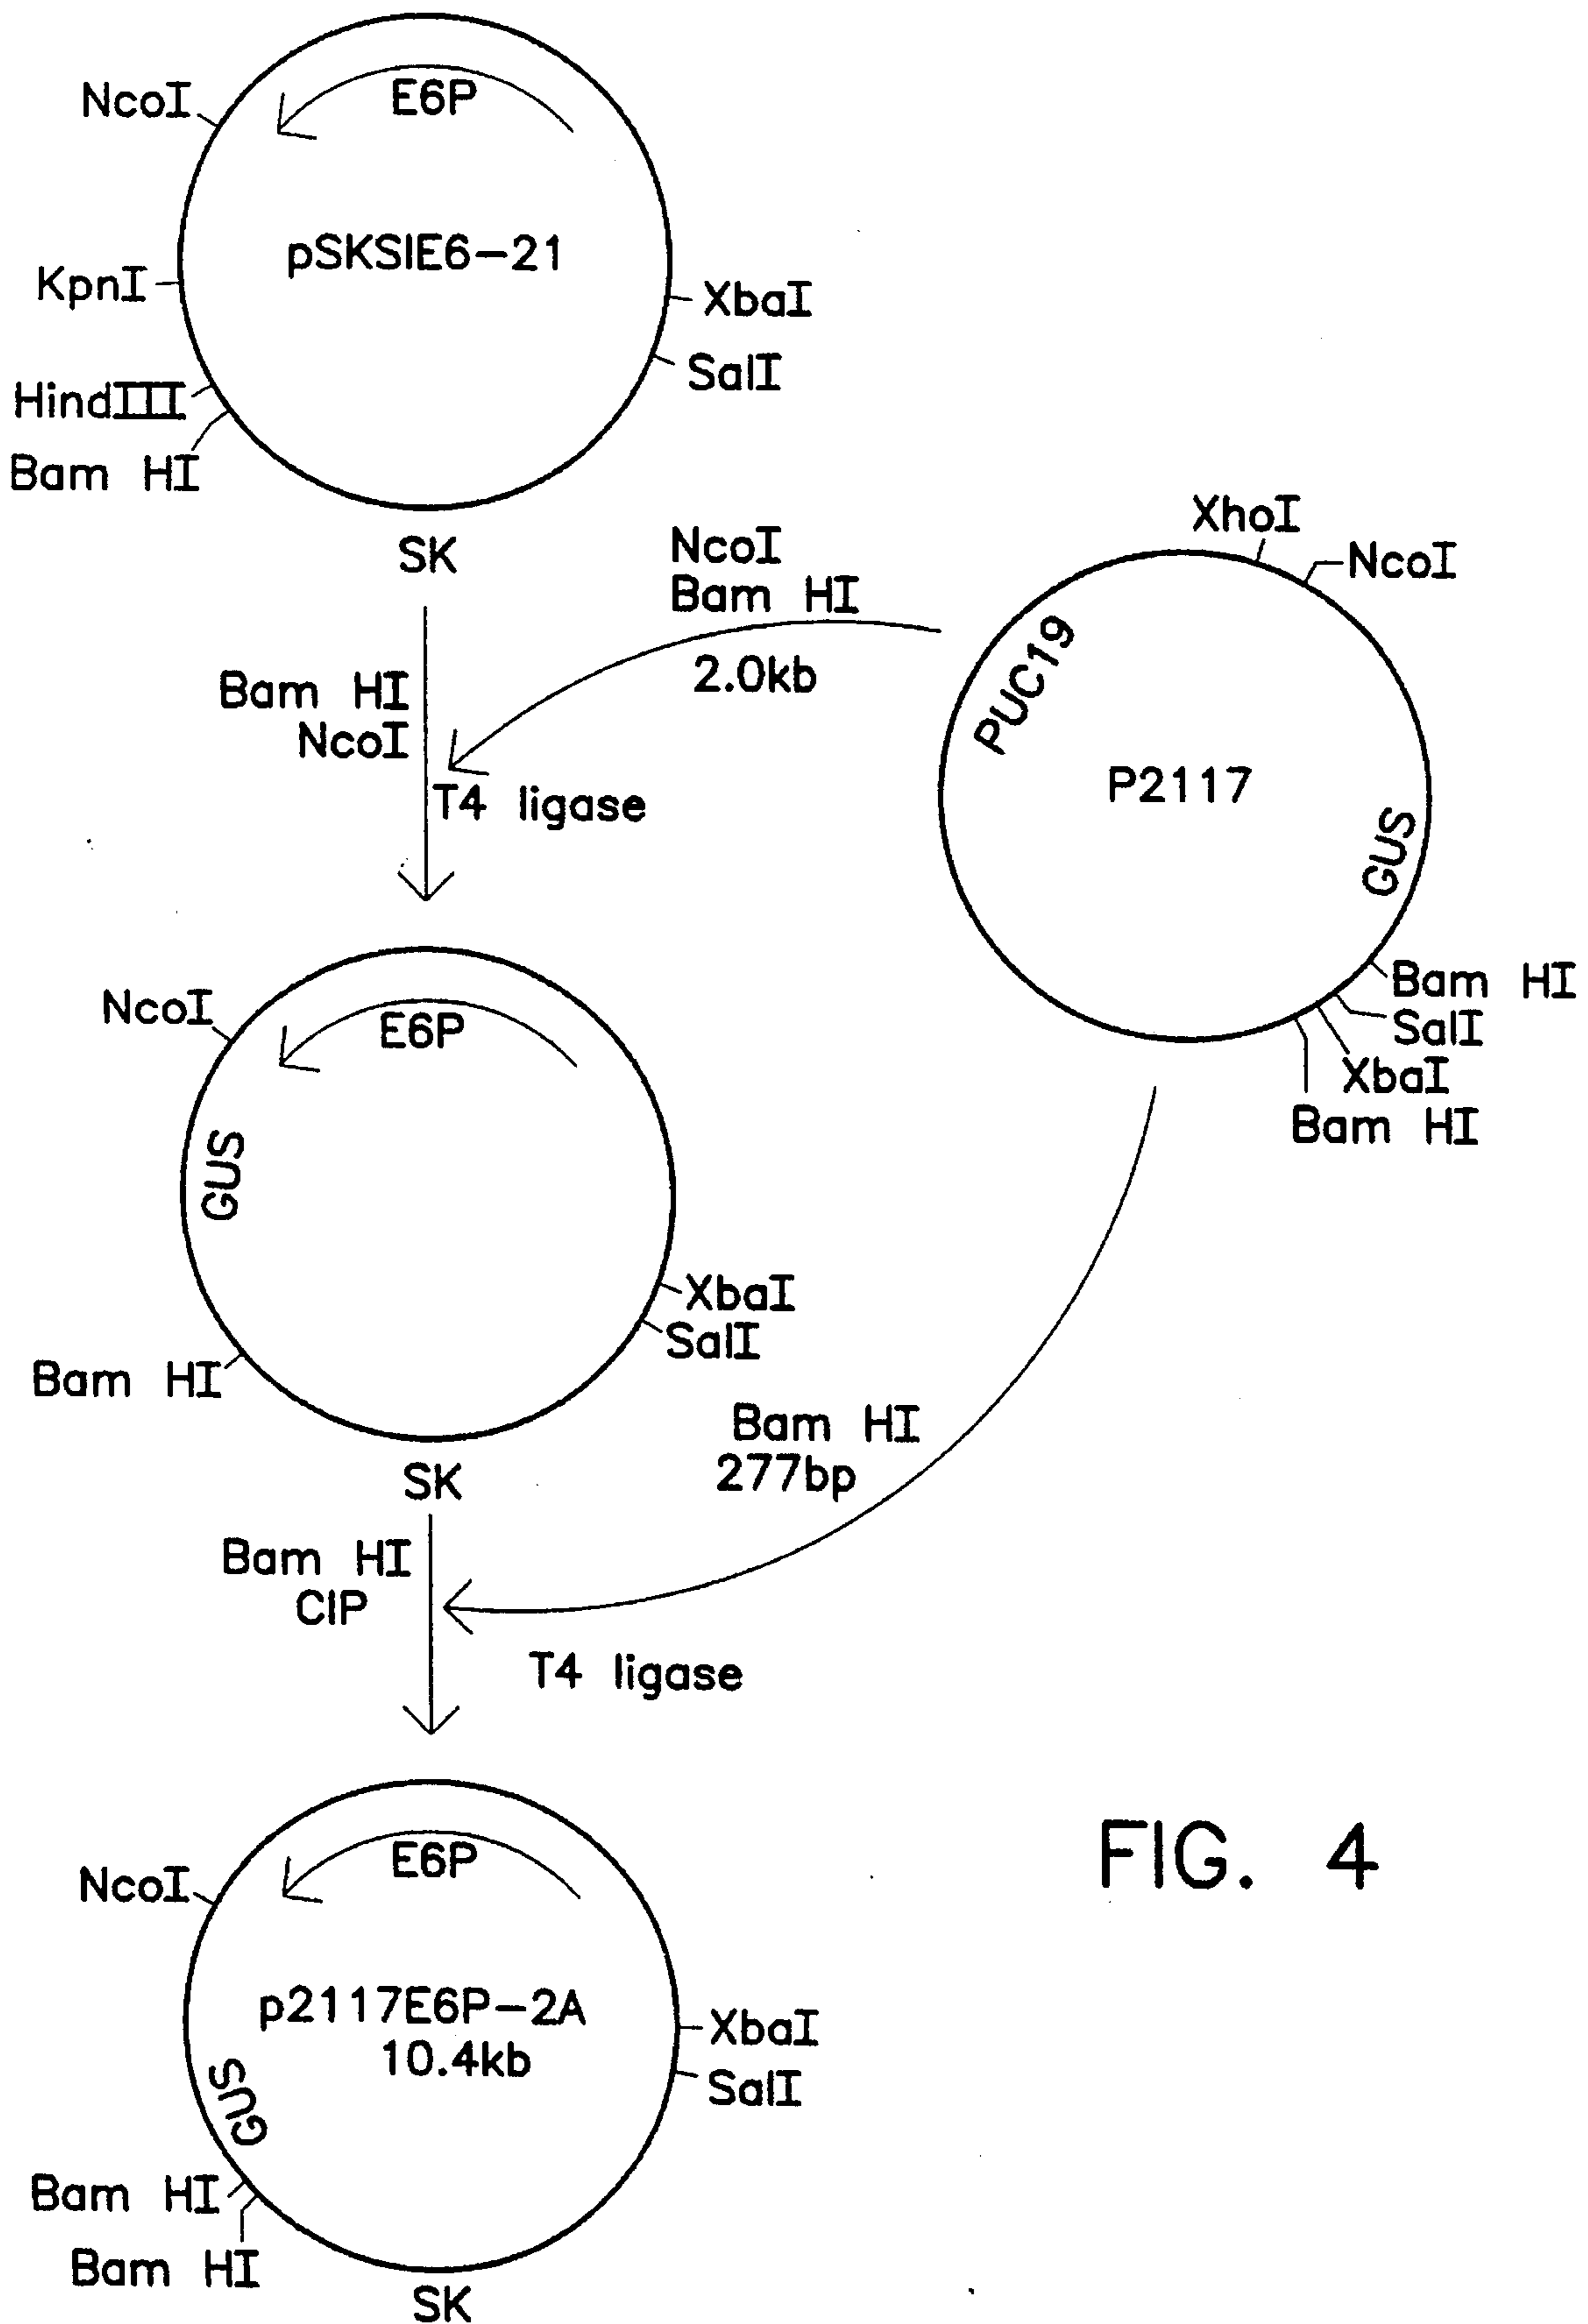 NcoI
E6P
pSKSIE6-21
KpnI
XbaI
SalI
HindIII
Bam HI
SK
NcoI
Bam HI
2.0kb
Bam HI
NcoI
T4 ligase
XhoI
NcoI
PUC19
P2117
GUS
Bam HI
SalI
XbaI
Bam HI
NcoI
E6P
GUS
XbaI
SalI
Bam HI
SK
Bam HI
277bp
Bam HI
CIP
T4 ligase
NcoI
E6P
p2117E6P-2A
10.4kb
XbaI
SalI
GUS
Bam HI
Bam HI
SK
FIG. 4